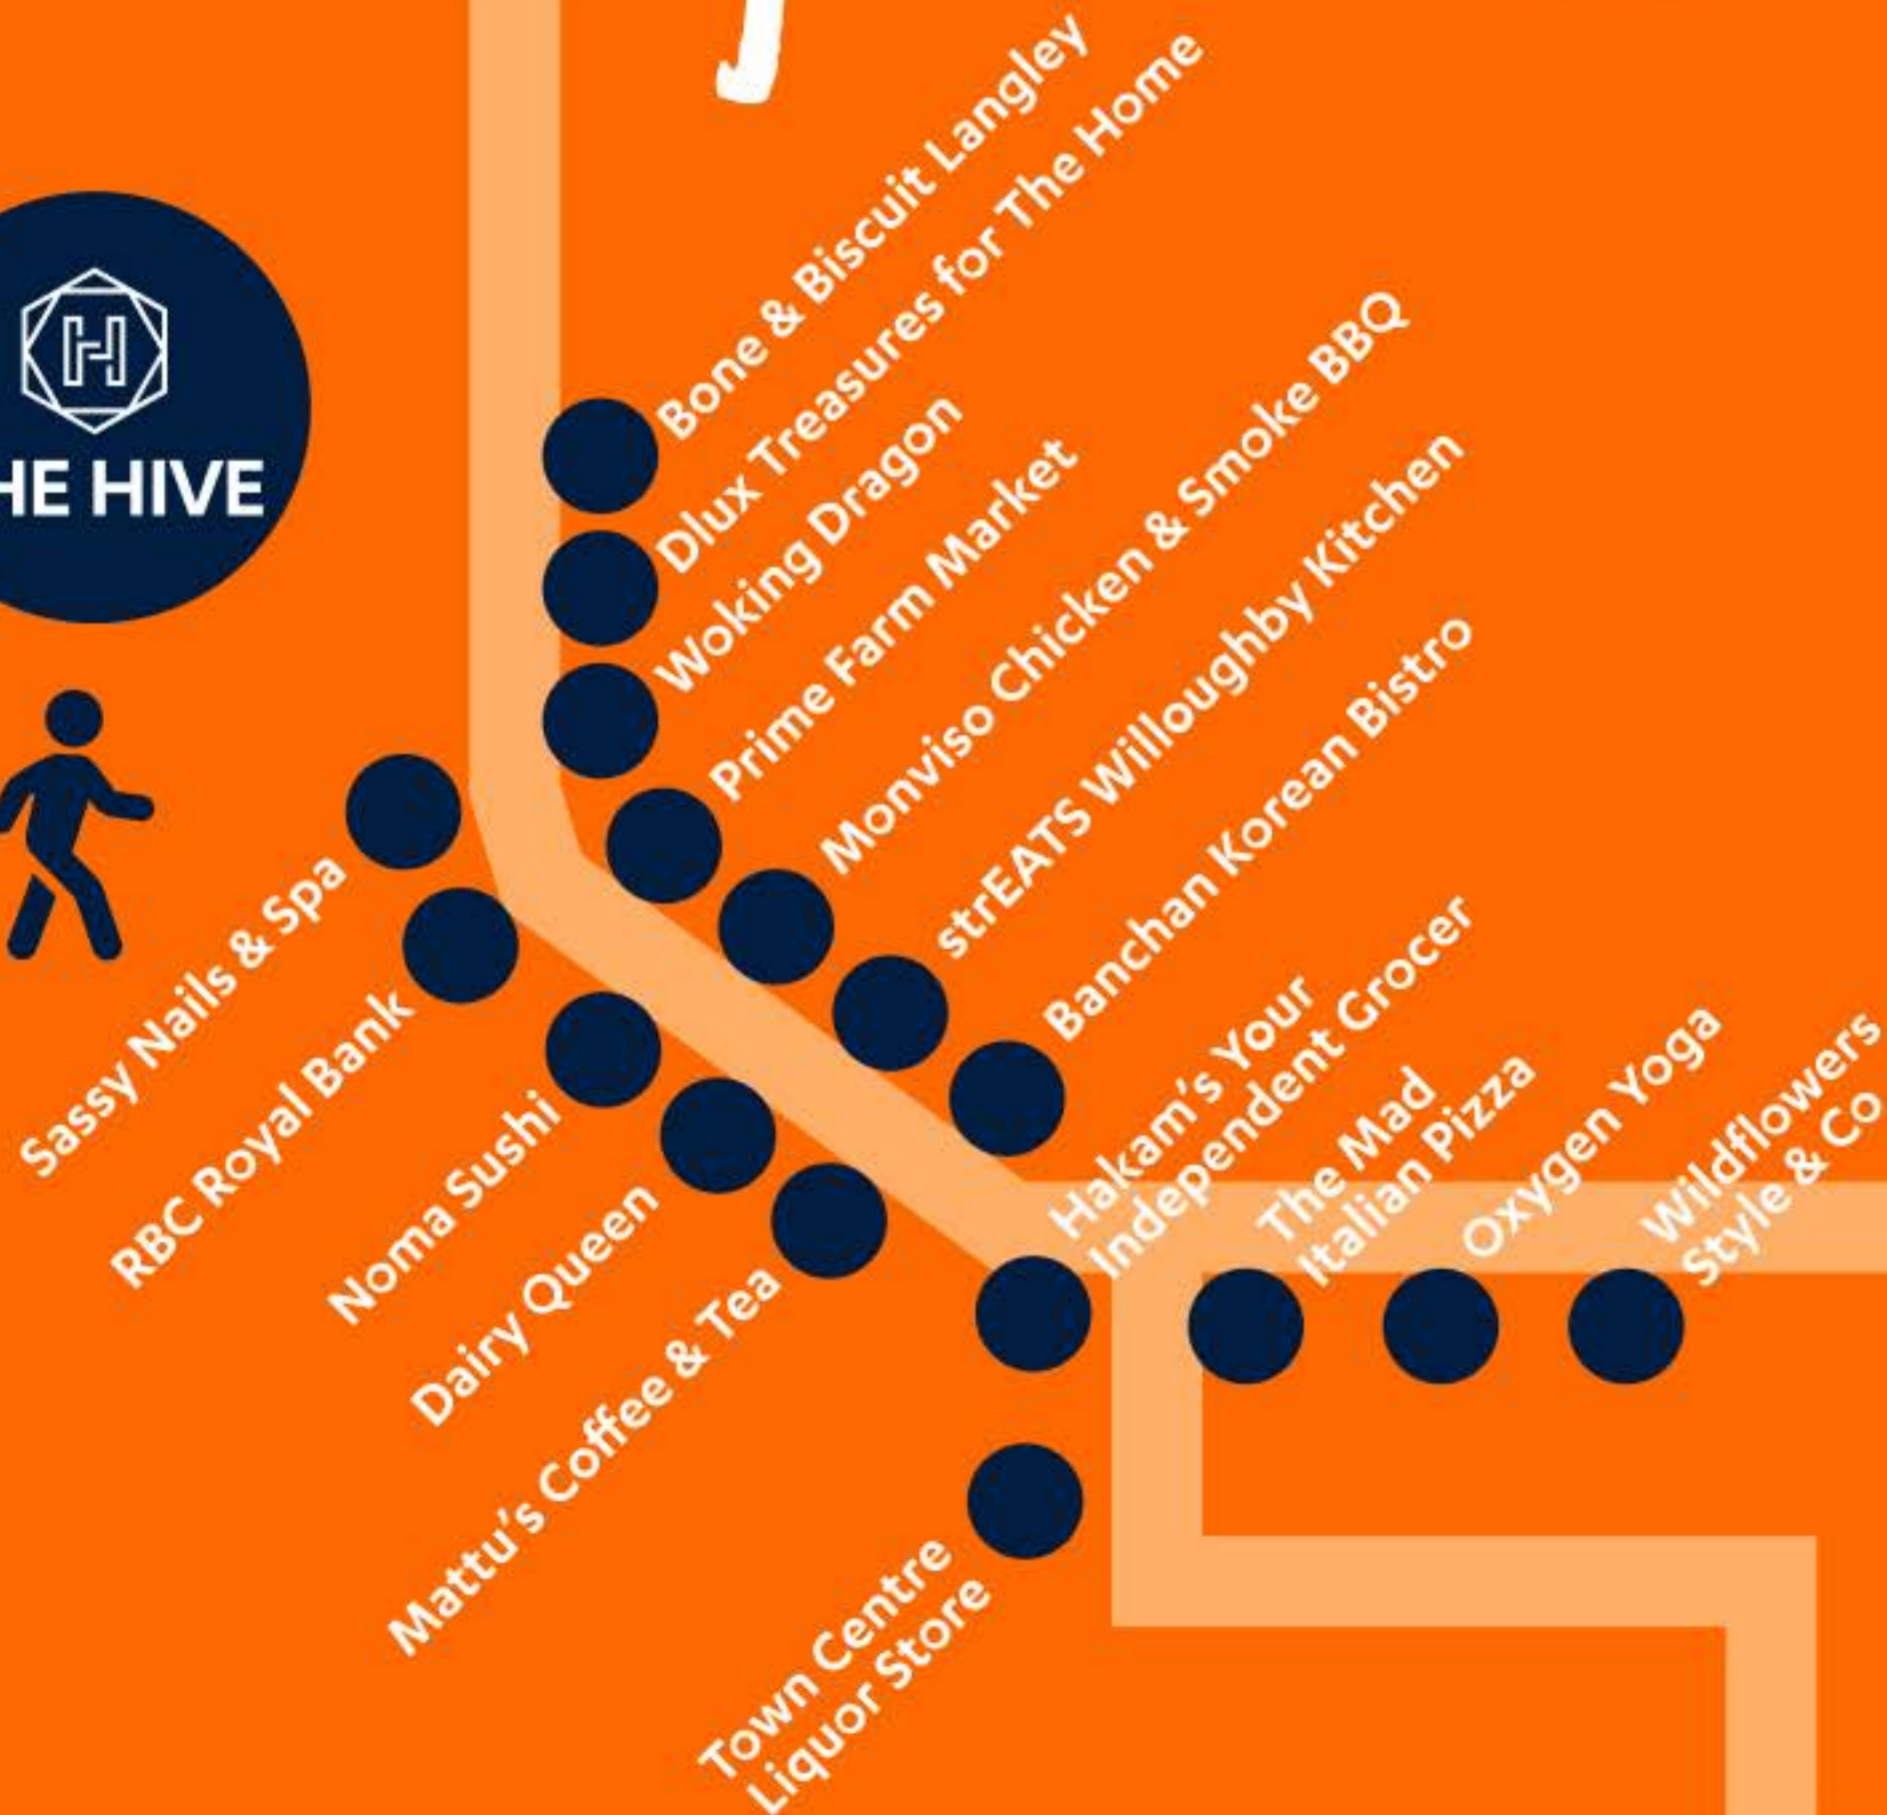 Bone & Biscuit Langley
Dlux Treasures for The Home
Woking Dragon
Prime Farm Market
Monviso Chicken & Smoke BBQ
strEATS Willoughby Kitchen
Banchan Korean Bistro
Hakam's Your
Independent Grocer
The Mad
Italian Pizza
Oxygen Yoga
Wildflowers
Style & Co
HE HIVE
Sassy Nails & Spa
RBC Royal Bank
Noma Sushi
Dairy Queen
Mattu's Coffee & Tea
Town Centre
Liquor Store